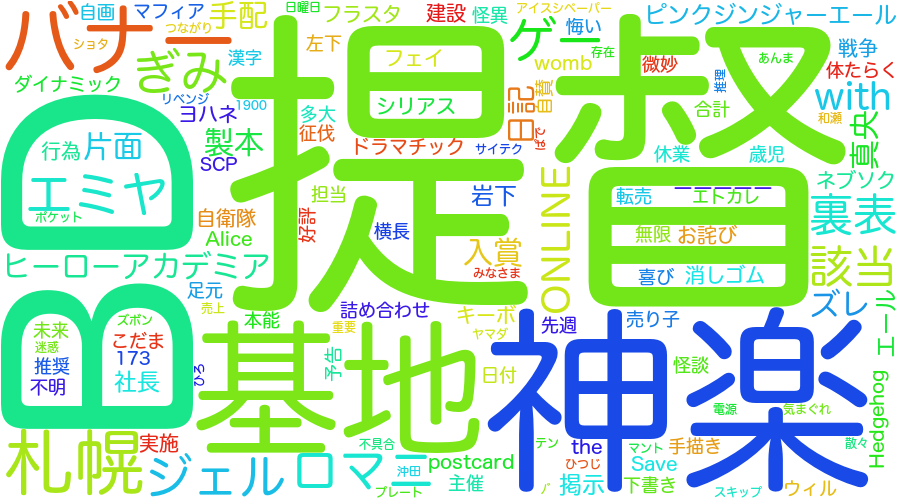 バナー
自画
マフィア
つながり
ショタ
手配
日曜日
フラスタ
建設
怪異
アイスシペーパー
悔い
ピンクジンジャーエール
ぎみ
漢字
左下
フェイ
ゲー
存在
womb
微妙
推理
あんま
戦争
体たらく
ダイナミック
リベンジ
1900
ヨハネ
多大
征伐
シリアス
提督
叙
日記
自賛
合計
with
和瀬
真央
行為
片面
製本
SCP
ドラマチック
サイテク
休業
歳児
エミヤ
ポケット
担当
岩下
ONLINE
転売
エトカレ
ネブソク
裏表
自衛隊
Alice
好評
横長
入賞
みなさま
無限
お詫び
喜び
消しゴム
該当
ヒーローアカデミア
足元
売上
本能
詰め合わせ
重要
キーボ
ヤマダ
先週
売り子
ズレ
エール
BD
未来
迷惑
ズボン
こだま
推奨
173
不明
社長
ひろ
基地
予告
日付
神楽
怪談
電源
気まぐれ
Hedgehog
札幌
実施
ジェル
ロマニ
不具合
沖田
プレート
postcard
主催
テン
the
ひつじ
掲示
マント
Save
手描き
下書き
スキップ
ウィル
散々